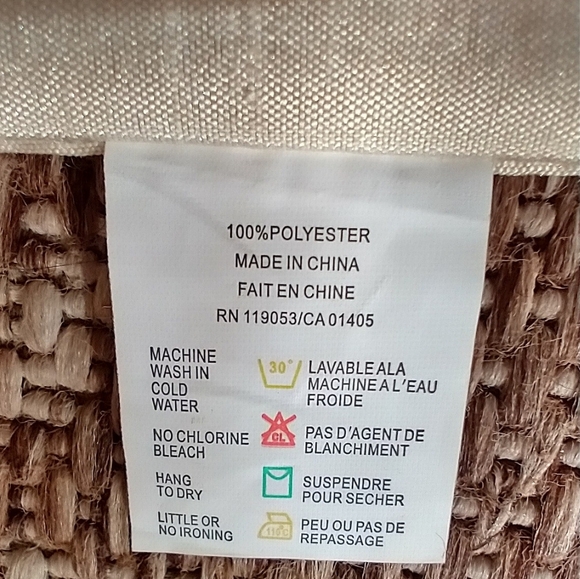 100%POLYESTER
MADE IN CHINA
FAIT EN CHINE
RN 119053/CA 01405
MACHINE
WASH IN
COLD
WATER
30°
LAVABLE ALA
MACHINE A L'EAU
FROIDE
NO CHLORINE
BLEACH
CL
PAS D'AGENT DE
BLANCHIMENT
HANG
TO DRY
SUSPENDRE
POUR SECHER
LITTLE OR
NO IRONING
110°C
PEU OU PAS DE
REPASSAGE